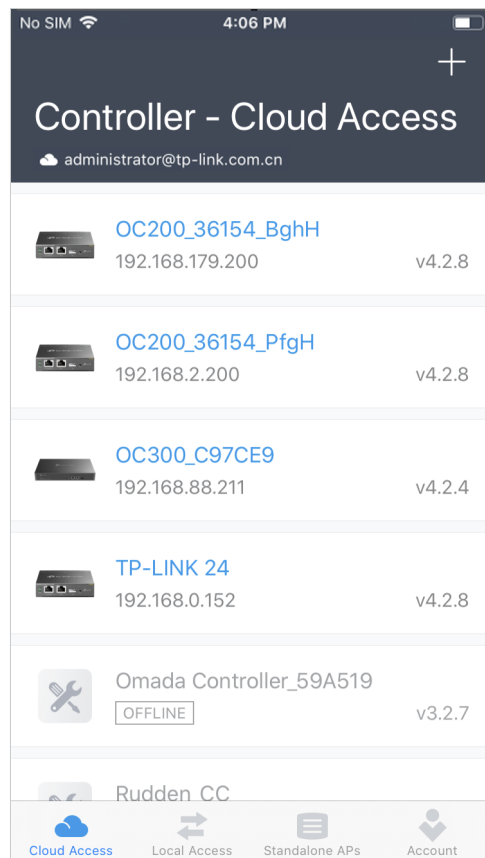 No SIM 4:06 PM
Controller - Cloud Access
administrator@tp-link.com.cn
OC200_36154_BghH
192.168.179.200 v4.2.8
OC200_36154_PfgH
192.168.2.200 v4.2.8
OC300_C97CE9
192.168.88.211 v4.2.4
TP-LINK 24
192.168.0.152 v4.2.8
Omada Controller_59A519
OFFLINE v3.2.7
Rudden_CC
Cloud Access Local Access Standalone APs Account